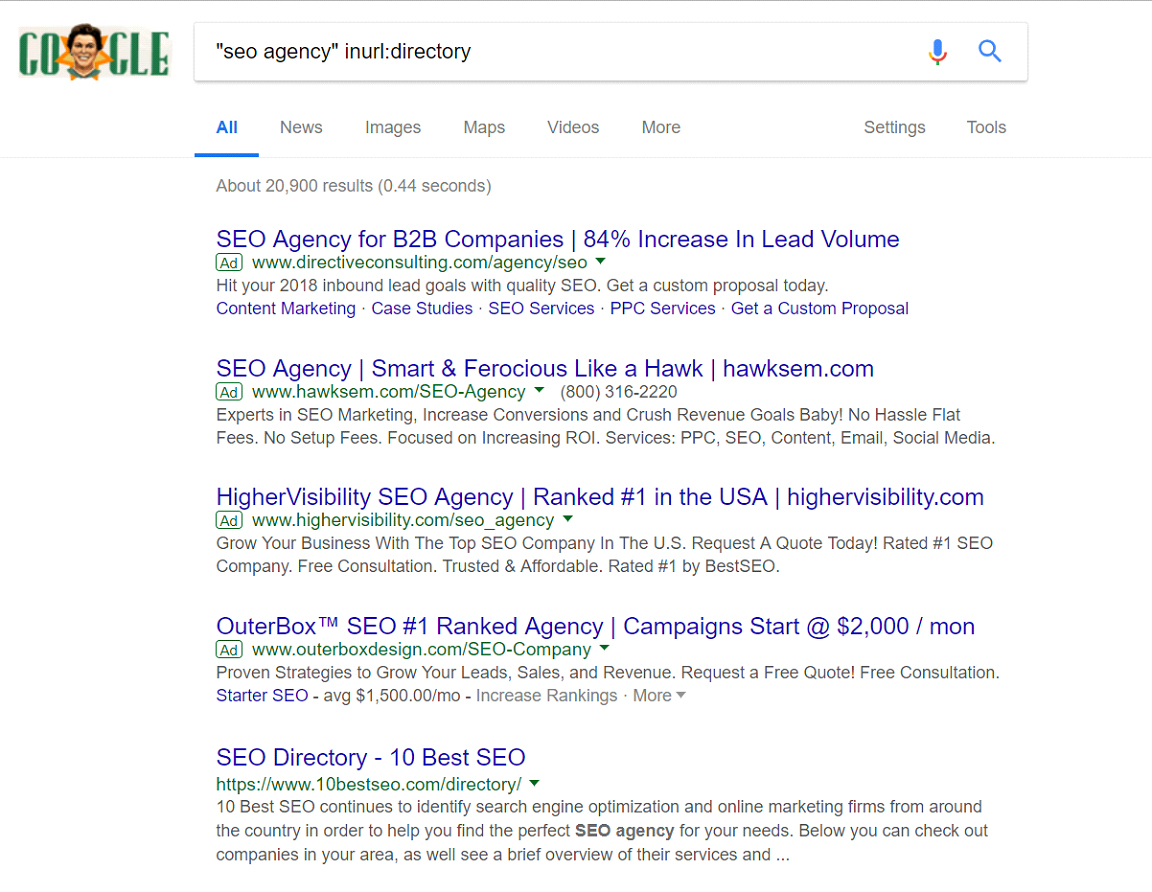 GOOGLE
"seo agency" inurl:directory
All News Images Maps Videos More Settings Tools
About 20,900 results (0.44 seconds)
SEO Agency for B2B Companies | 84% Increase In Lead Volume
Ad www.directiveconsulting.com/agency/seo
Hit your 2018 inbound lead goals with quality SEO. Get a custom proposal today.
Content Marketing · Case Studies · SEO Services · PPC Services · Get a Custom Proposal
SEO Agency | Smart & Ferocious Like a Hawk | hawksem.com
Ad www.hawksem.com/SEO-Agency (800) 316-2220
Experts in SEO Marketing, Increase Conversions and Crush Revenue Goals Baby! No Hassle Flat
Fees. No Setup Fees. Focused on Increasing ROI. Services: PPC, SEO, Content, Email, Social Media.
HigherVisibility SEO Agency | Ranked #1 in the USA | highervisibility.com
Ad www.highervisibility.com/seo_agency
Grow Your Business With The Top SEO Company In The U.S. Request A Quote Today! Rated #1 SEO
Company. Free Consultation. Trusted & Affordable. Rated #1 by BestSEO.
OuterBox™ SEO #1 Ranked Agency | Campaigns Start @ $2,000 / mon
Ad www.outerboxdesign.com/SEO-Company
Proven Strategies to Grow Your Leads, Sales, and Revenue. Request a Free Quote! Free Consultation.
Starter SEO - avg $1,500.00/mo - Increase Rankings · More
SEO Directory - 10 Best SEO
https://www.10bestseo.com/directory/
10 Best SEO continues to identify search engine optimization and online marketing firms from around
the country in order to help you find the perfect SEO agency for your needs. Below you can check out
companies in your area, as well see a brief overview of their services and ...